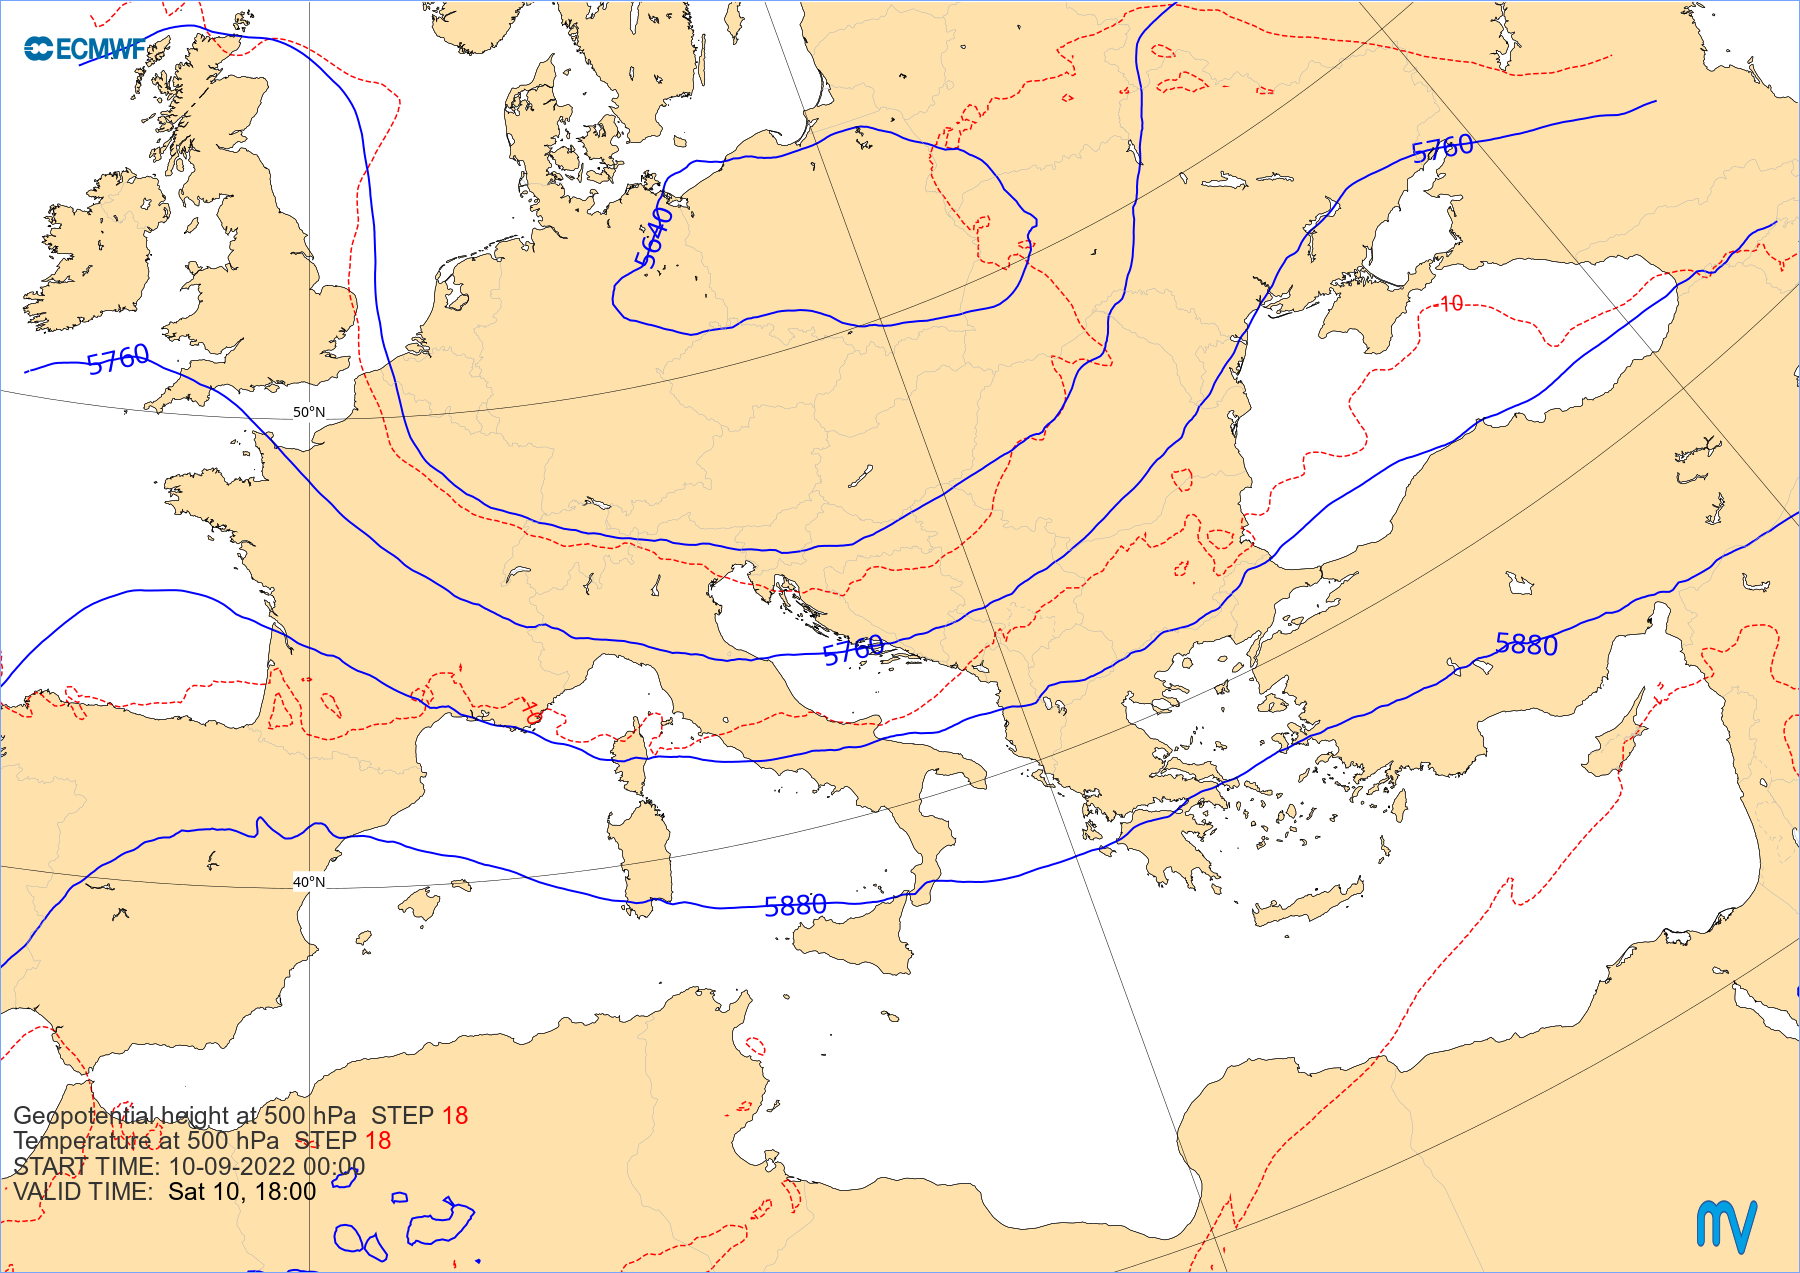 ECMWF
5760
5640
-10
5760
50°N
5760
5880
-10
40°N
5880
Geopotential height at 500 hPa STEP 18
Temperature at 500 hPa STEP 18
START TIME: 10-09-2022 00:00
VALID TIME: Sat 10, 18:00